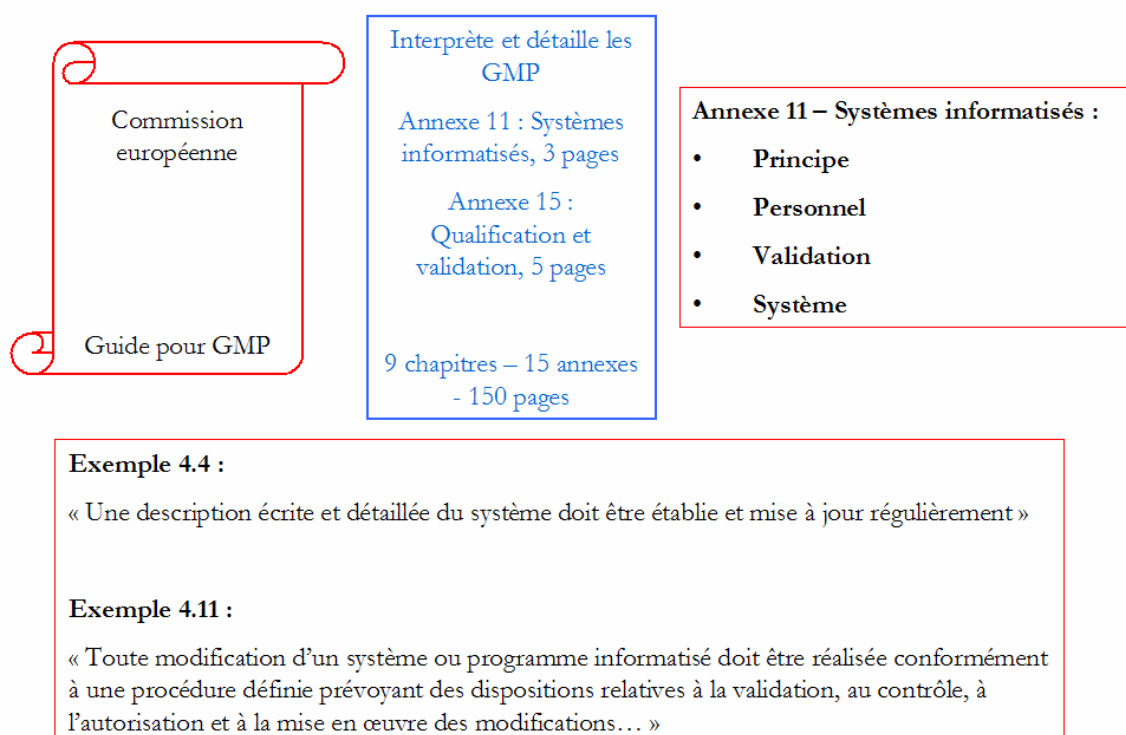 Commission
européenne
Guide pour GMP
Interprète et détaille les
GMP
Annexe 11 : Systèmes
informatisés, 3 pages
Annexe 15 :
Qualification et
validation, 5 pages
9 chapitres – 15 annexes
- 150 pages
Annexe 11 – Systèmes informatisés :
• Principe
• Personnel
• Validation
• Système
Exemple 4.4 :
« Une description écrite et détaillée du système doit être établie et mise à jour régulièrement »
Exemple 4.11 :
« Toute modification d’un système ou programme informatisé doit être réalisée conformément
à une procédure définie prévoyant des dispositions relatives à la validation, au contrôle, à
l’autorisation et à la mise en œuvre des modifications… »